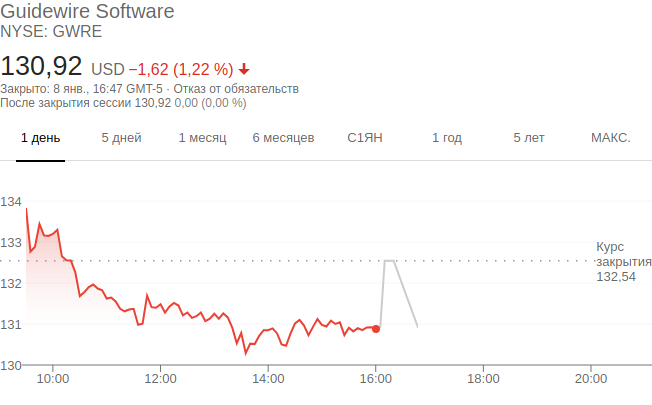 Guidewire Software
NYSE: GWRE
130,92 USD −1,62 (1,22 %)
Закрыто: 8 янв., 16:47 GMT-5 · Отказ от обязательств
После закрытия сессии 130,92 0,00 (0,00 %)
1 день 5 дней 1 месяц 6 месяцев С1ЯН 1 год 5 лет МАКС.
134
133
Курс
закрытия
132,54
132
131
130
10:00 12:00 14:00 16:00 18:00 20:00